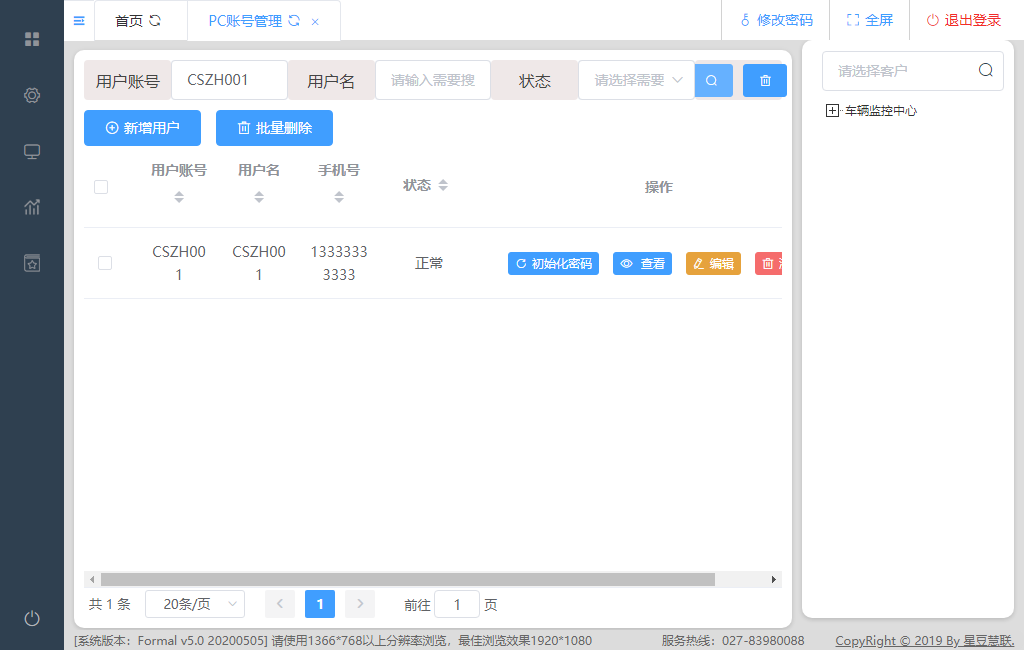 首页 PC账号管理 × 修改密码 全屏 退出登录
用户账号 CSZH001 用户名 请输入需要搜 状态 请选择需要
请选择客户
新增用户 批量删除
车辆监控中心
用户账号 用户名 手机号 状态 操作
CSZH00
1
CSZH00
1
1333333
3333
正常 初始化密码 查看 编辑
共 1 条 20条/页 1 前往 1 页
[系统版本：Formal v5.0 20200505] 请使用1366*768以上分辨率浏览，最佳浏览效果1920*1080 服务热线：027-83980088 CopyRight © 2019 By 星豆慧联.